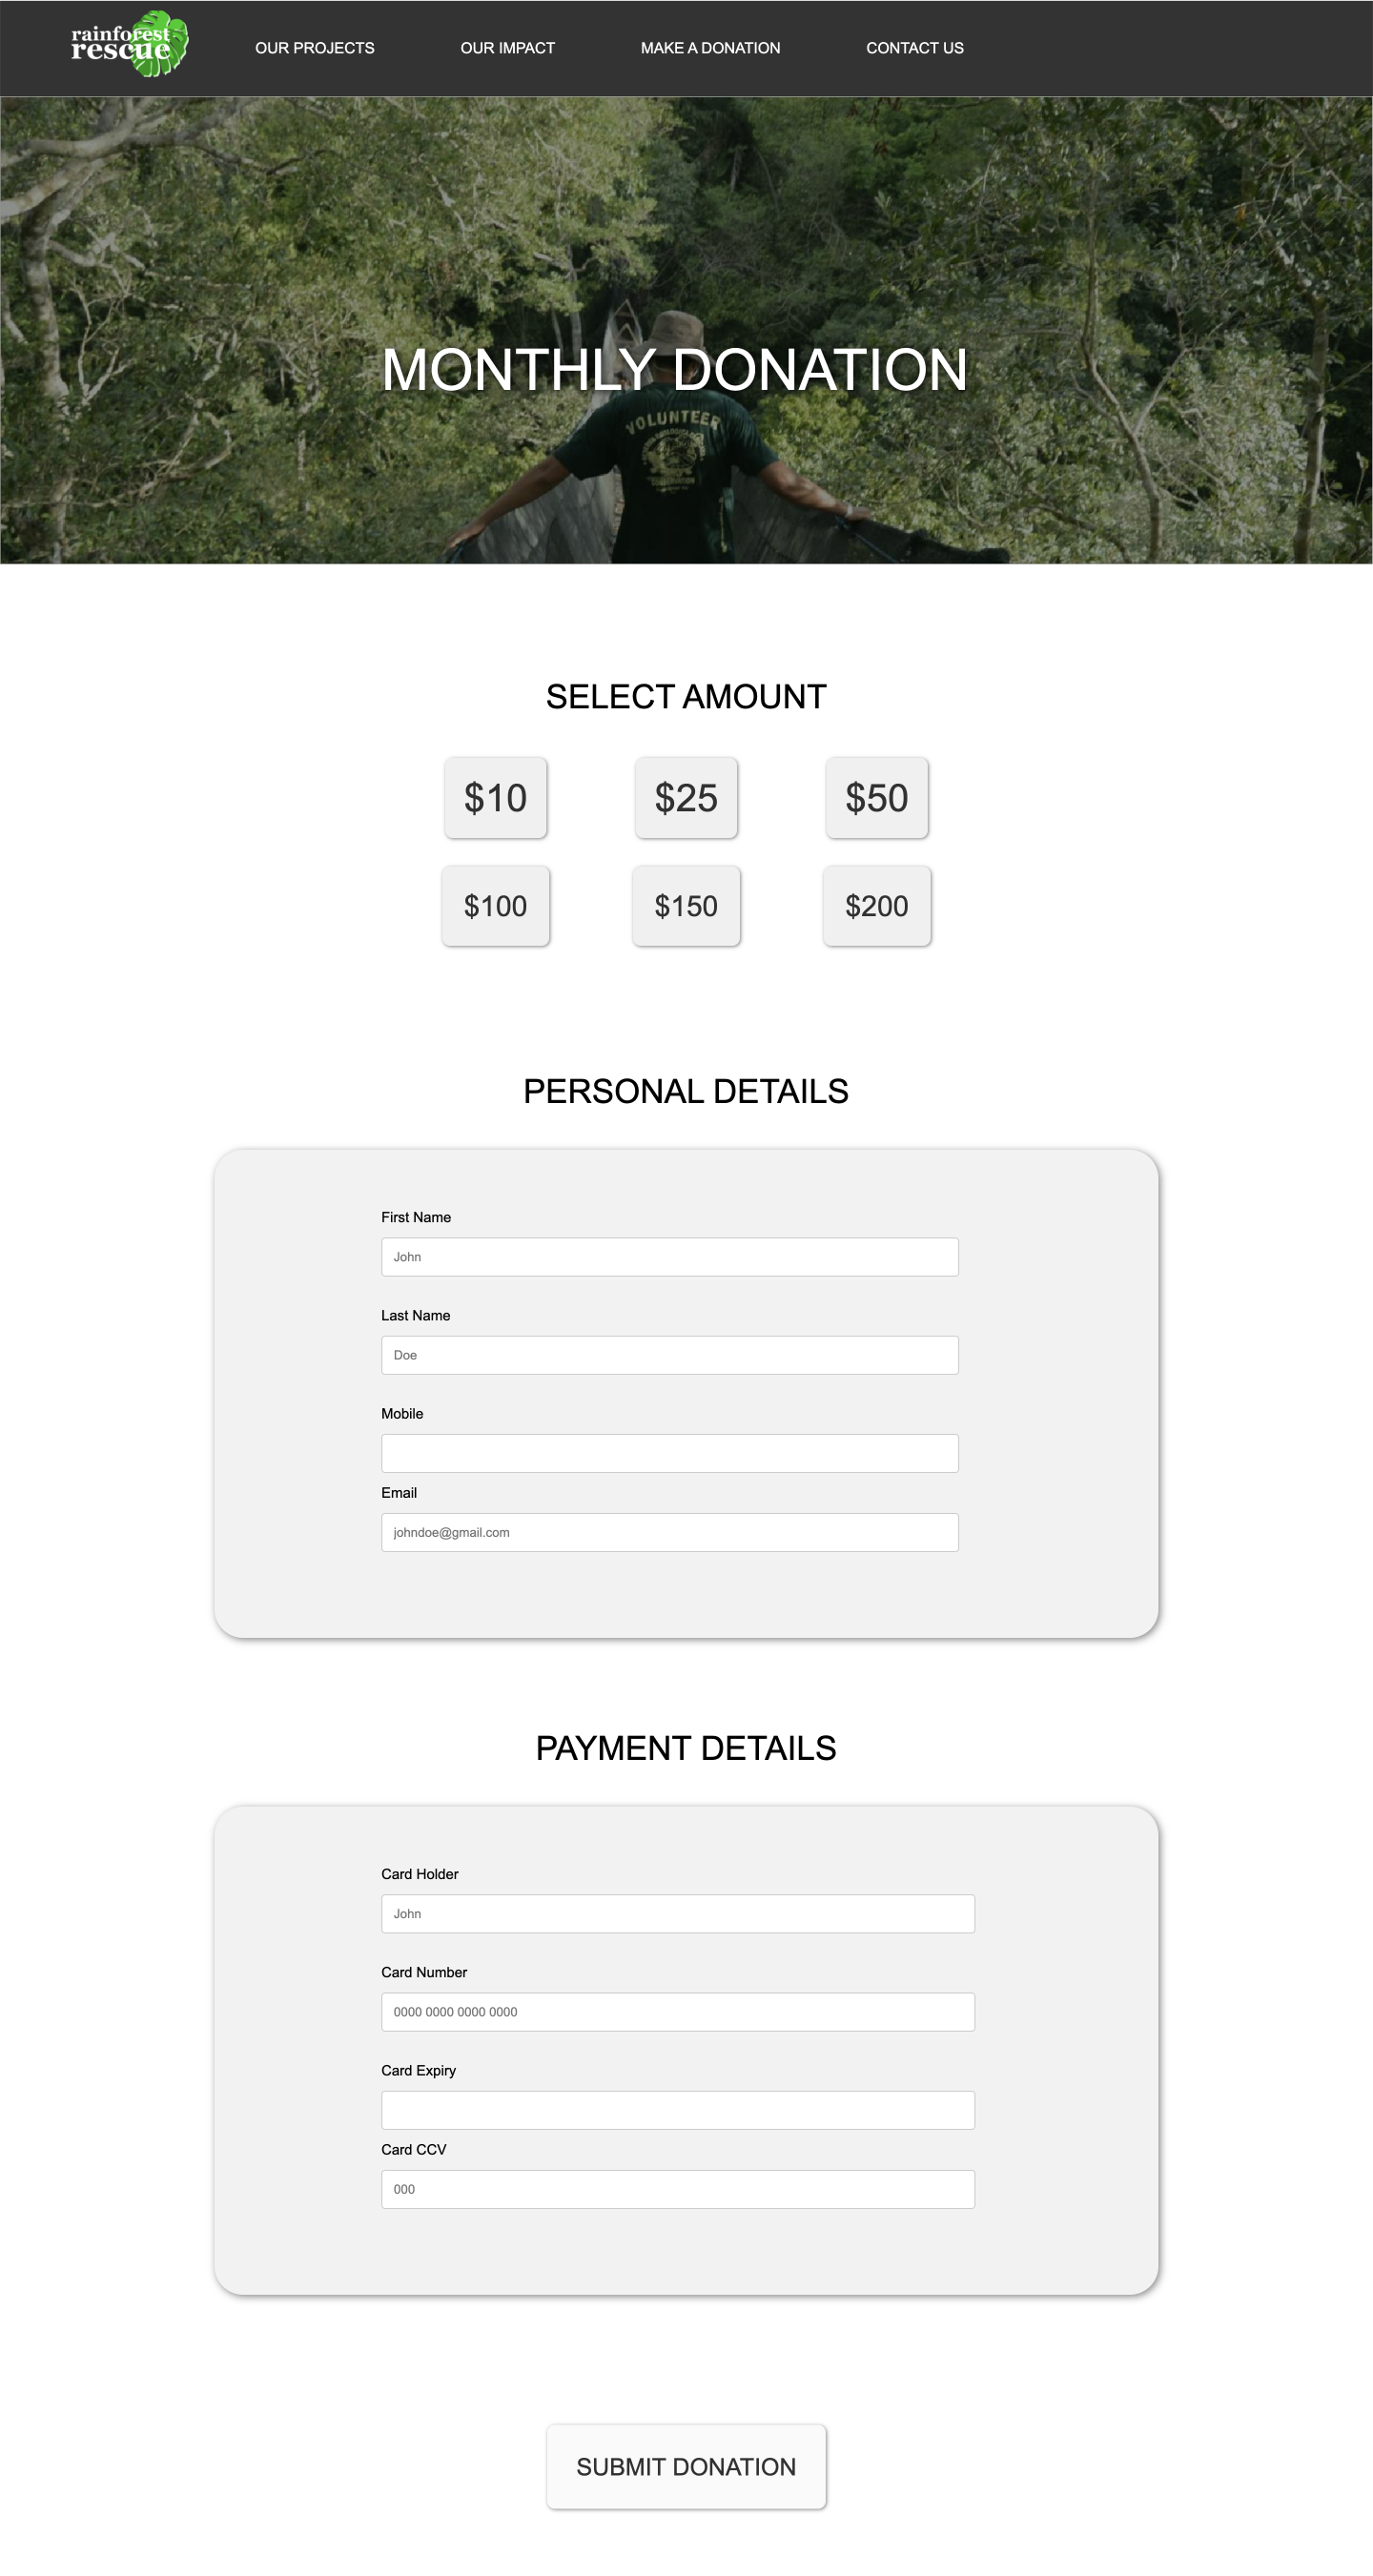 rainforest
rescue
OUR PROJECTS
OUR IMPACT
MAKE A DONATION
CONTACT US
MONTHLY DONATION
VOLUNTEER
SELECT AMOUNT
$10
$25
$50
$100
$150
$200
PERSONAL DETAILS
First Name
John
Last Name
Doe
Mobile
Email
johndoe@gmail.com
PAYMENT DETAILS
Card Holder
John
Card Number
0000 0000 0000 0000
Card Expiry
Card CCV
000
SUBMIT DONATION